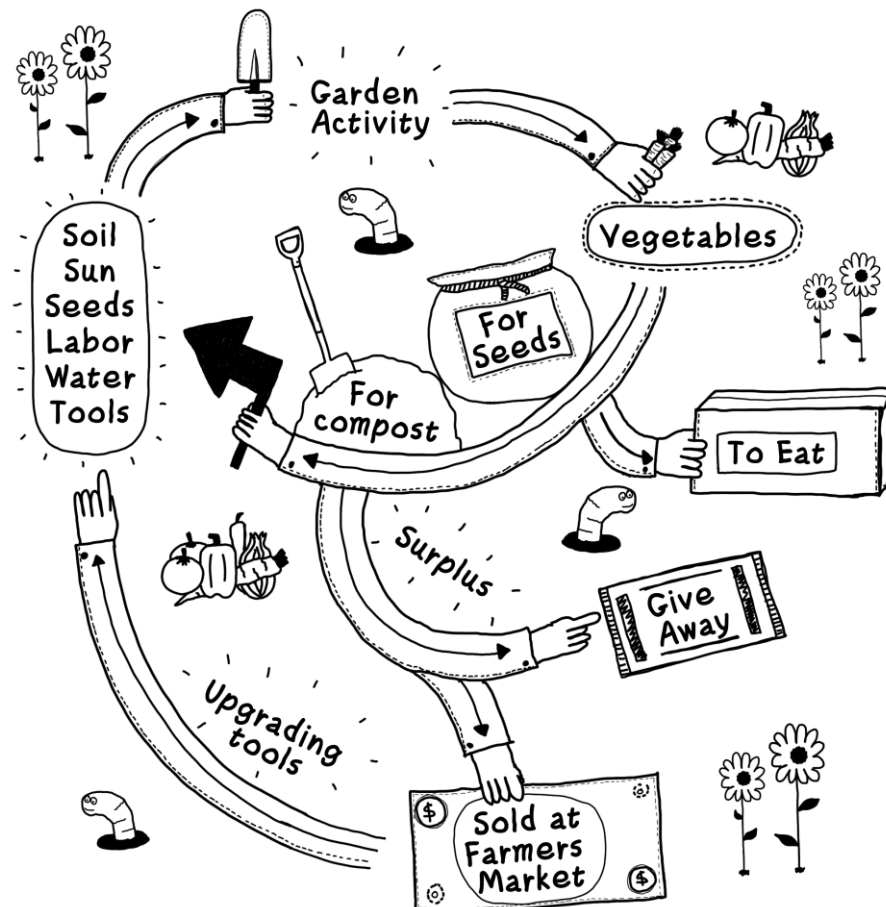 Garden
Activity
Soil
Sun
Seeds
Labor
Water
Tools
Vegetables
For
Seeds
For
compost
To Eat
Surplus
Give
Away
Upgrading
tools
$
Sold at
Farmers
Market
$